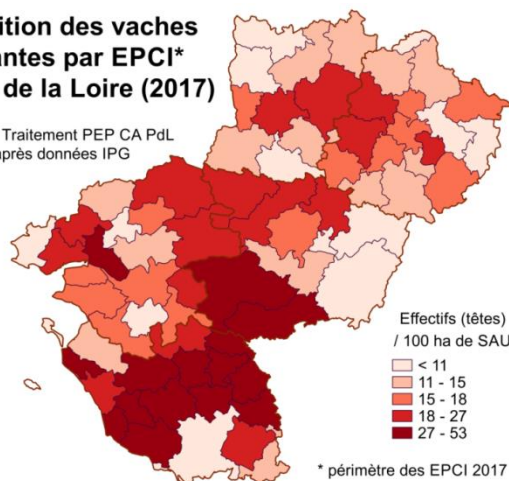 ition des vaches
antes par EPCI*
de la Loire (2017)
Traitement PEP CA PdL
après données IPG
Effectifs (têtes)
/ 100 ha de SAU
< 11
11 - 15
15 - 18
18 - 27
27 - 53
* périmètre des EPCI 2017